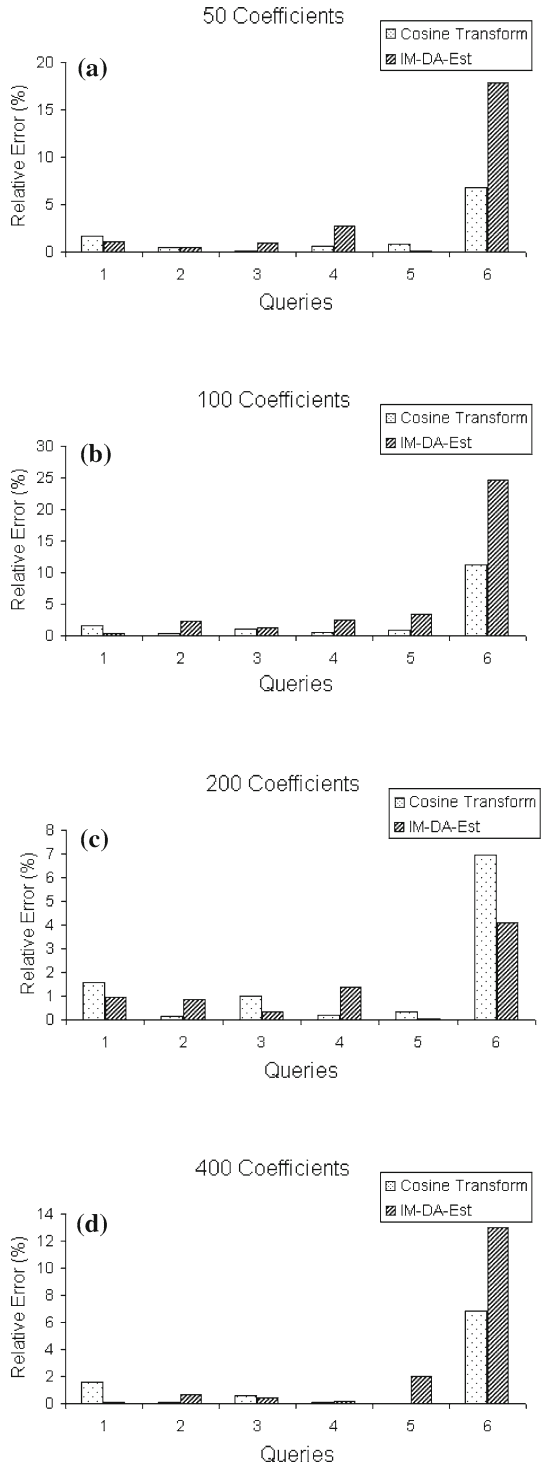 50 Coefficients
Cosine Transform
IM-DA-Est
(a)
Relative Error (%)
20
15
10
5
0
1 2 3 4 5 6
Queries
100 Coefficients
Cosine Transform
IM-DA-Est
(b)
Relative Error (%)
30
25
20
15
10
5
0
1 2 3 4 5 6
Queries
200 Coefficients
Cosine Transform
IM-DA-Est
(c)
Relative Error (%)
8
7
6
5
4
3
2
1
0
1 2 3 4 5 6
Queries
400 Coefficients
Cosine Transform
IM-DA-Est
(d)
Relative Error (%)
14
12
10
8
6
4
2
0
1 2 3 4 5 6
Queries